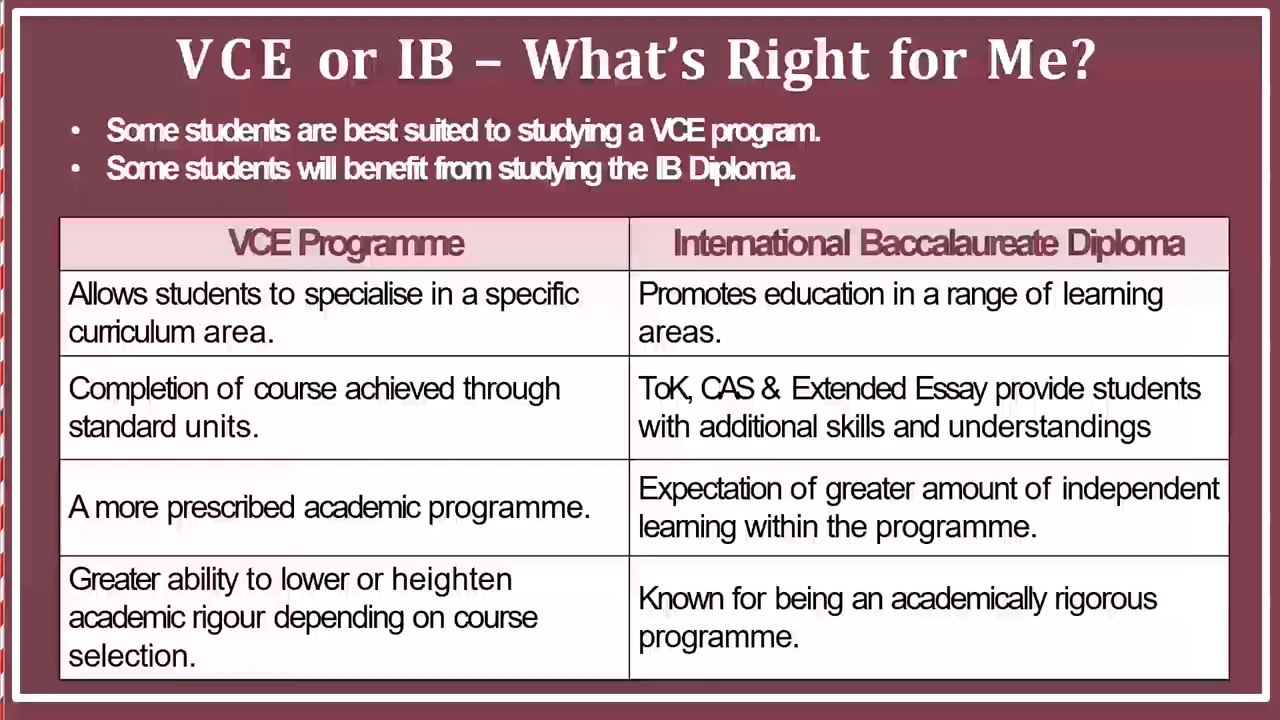 VCE or IB – What's Right for Me?
• Some students are best suited to studying a VCE program.
• Some students will benefit from studying the IB Diploma.
VCE Programme
International Baccalaureate Diploma
Allows students to specialise in a specific
curriculum area.
Promotes education in a range of learning
areas.
Completion of course achieved through
standard units.
ToK, CAS & Extended Essay provide students
with additional skills and understandings
A more prescribed academic programme.
Expectation of greater amount of independent
learning within the programme.
Greater ability to lower or heighten
academic rigour depending on course
selection.
Known for being an academically rigorous
programme.